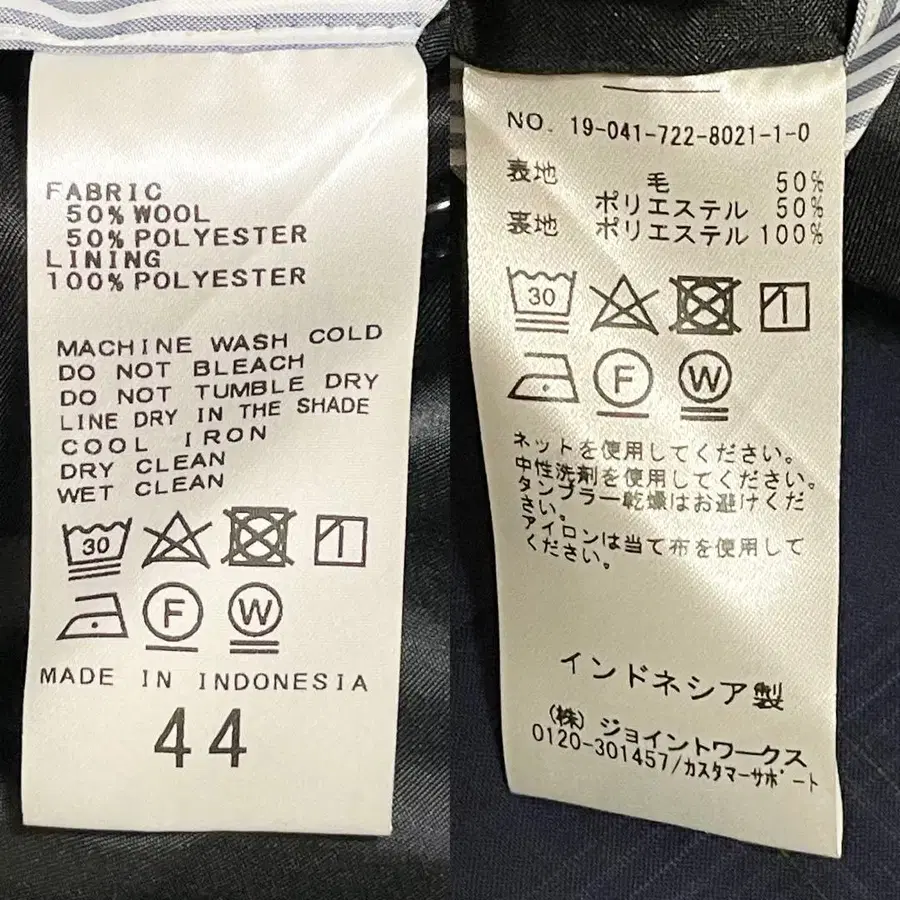 FABRIC
50% WOOL
50% POLYESTER
LINING
100% POLYESTER
MACHINE WASH COLD
DO NOT BLEACH
DO NOT TUMBLE DRY
LINE DRY IN THE SHADE
COOL IRON
DRY CLEAN
WET CLEAN
30
F W
MADE IN INDONESIA
44
NO. 19-041-722-8021-1-0
表地 毛 50%
ポリエステル 50%
裏地 ポリエステル 100%
30
F W
ネットを使用してください。
中性洗剤を使用してください。
タンブラー乾燥はお避けくだ
さい。
アイロンは当て布を使用して
ください。
インドネシア製
(株) ジョイントワークス
0120-301457/カスタマーサポート